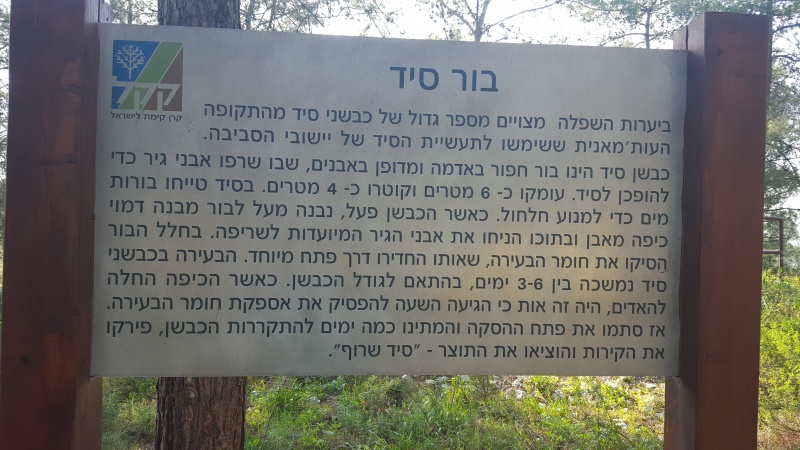 בור סיד
קקל
קרן קימת לישראל
ביערות השפלה מצויים מספר גדול של כבשני סיד מהתקופה
העות'מאנית ששימשו לתעשיית הסיד של יישובי הסביבה.
כבשן סיד הינו בור חפור באדמה ומדופן באבנים, שבו שרפו אבני גיר כדי
להופכן לסיד. עומקו כ- 6 מטרים וקוטרו כ- 4 מטרים. בסיד טייחו בורות
מים כדי למנוע חלחול. כאשר הכבשן פעל, נבנה מעל לבור מבנה דמוי
כיפה מאבן ובתוכו הניחו את אבני הגיר המיועדות לשריפה. בחלל הבור
הסיקו את חומר הבעירה, שאותו החדירו דרך פתח מיוחד. הבעירה בכבשני
סיד נמשכה בין 3-6 ימים, בהתאם לגודל הכבשן. כאשר הכיפה החלה
להאדים, היה זה אות כי הגיעה השעה להפסיק את אספקת חומר הבעירה.
אז סתמו את פתח ההסקה והמתינו כמה ימים להתקררות הכבשן, פירקו
את הקירות והוציאו את התוצר - "סיד שרוף".